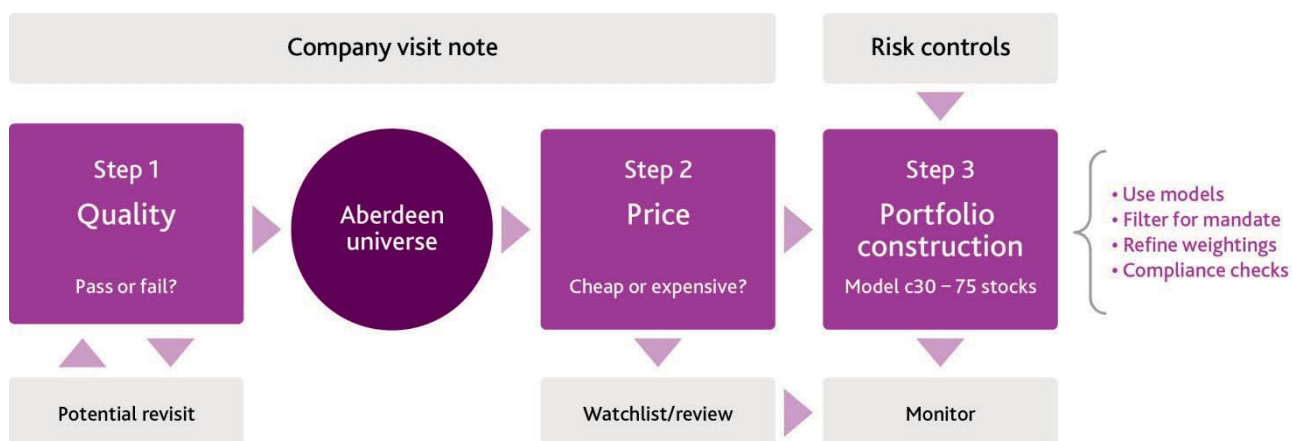 Company visit note
Risk controls
Step 1
Quality
Pass or fail?
Aberdeen
universe
Step 2
Price
Cheap or expensive?
Step 3
Portfolio
construction
Model c30 – 75 stocks
• Use models
• Filter for mandate
• Refine weightings
• Compliance checks
Potential revisit
Watchlist/review
Monitor